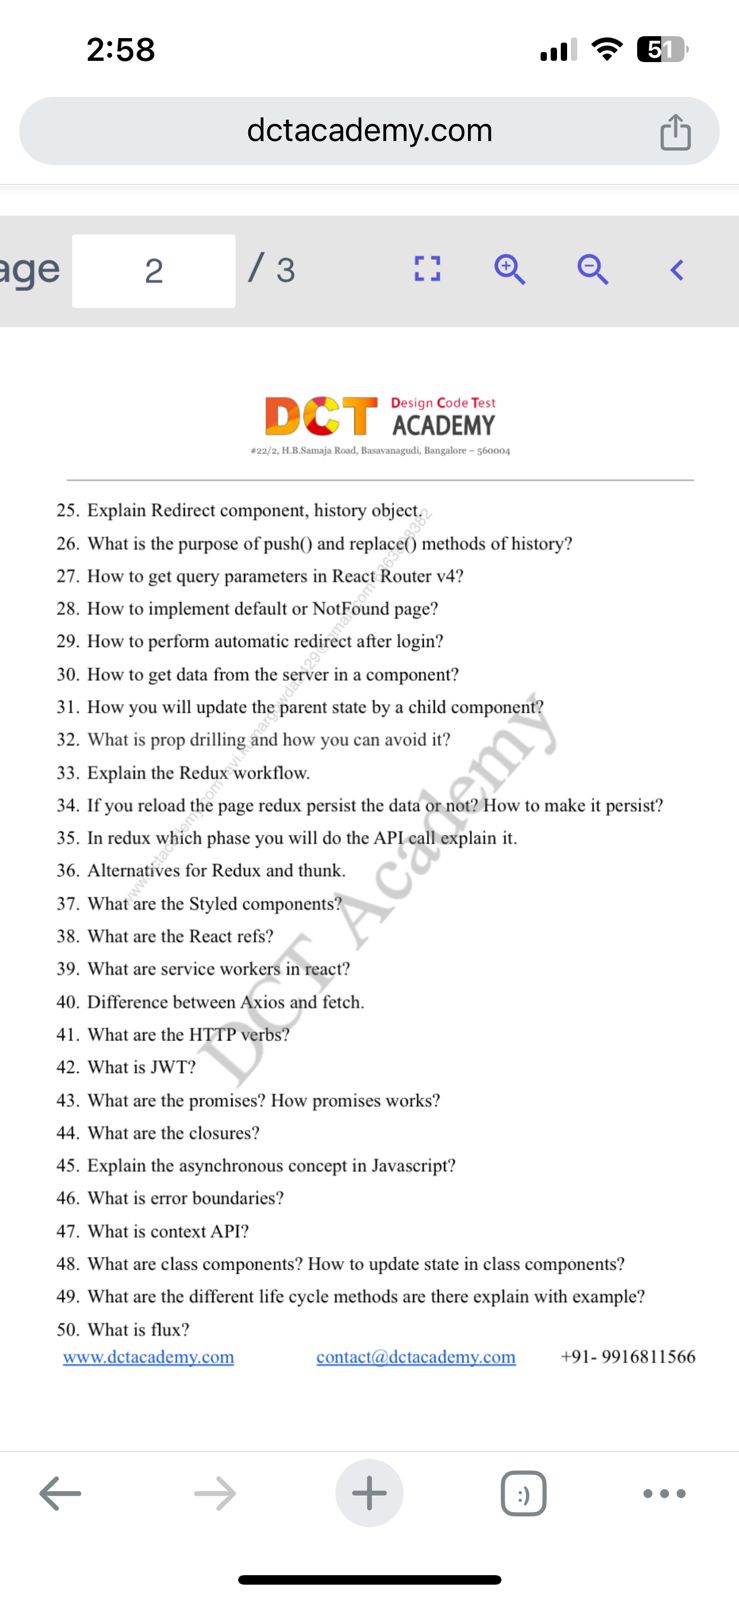 2:58
51
dctacademy.com
age 2 / 3
DCT Design Code Test
ACADEMY
#22/2, H.B.Samaja Road, Basavanagudi, Bangalore – 560004
25. Explain Redirect component, history object.
26. What is the purpose of push() and replace() methods of history?
27. How to get query parameters in React Router v4?
28. How to implement default or NotFound page?
29. How to perform automatic redirect after login?
30. How to get data from the server in a component?
31. How you will update the parent state by a child component?
32. What is prop drilling and how you can avoid it?
33. Explain the Redux workflow.
34. If you reload the page redux persist the data or not? How to make it persist?
35. In redux which phase you will do the API call explain it.
36. Alternatives for Redux and thunk.
37. What are the Styled components?
38. What are the React refs?
39. What are service workers in react?
40. Difference between Axios and fetch.
41. What are the HTTP verbs?
42. What is JWT?
43. What are the promises? How promises works?
44. What are the closures?
45. Explain the asynchronous concept in Javascript?
46. What is error boundaries?
47. What is context API?
48. What are class components? How to update state in class components?
49. What are the different life cycle methods are there explain with example?
50. What is flux?
www.dctacademy.com contact@dctacademy.com +91- 9916811566
DCT Academy
:)